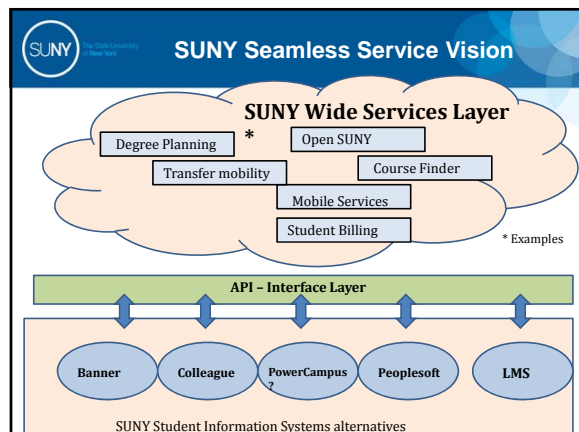 SUNY
The State University
of New York
SUNY Seamless Service Vision
SUNY Wide Services Layer
*
Degree Planning
Open SUNY
Transfer mobility
Course Finder
Mobile Services
Student Billing
* Examples
API – Interface Layer
Banner
Colleague
PowerCampus
?
Peoplesoft
LMS
SUNY Student Information Systems alternatives